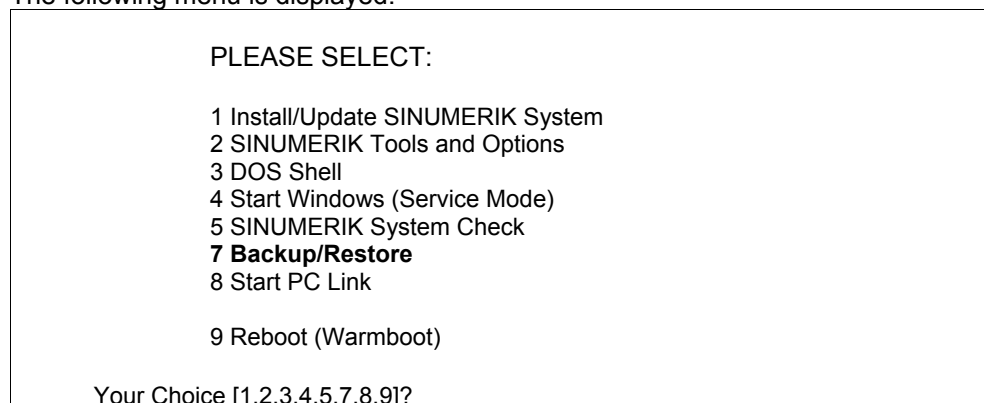 The following menu is displayed:
PLEASE SELECT:
1 Install/Update SINUMERIK System
2 SINUMERIK Tools and Options
3 DOS Shell
4 Start Windows (Service Mode)
5 SINUMERIK System Check
7 Backup/Restore
8 Start PC Link
9 Reboot (Warmboot)
Your Choice [1,2,3,4,5,7,8,9]?